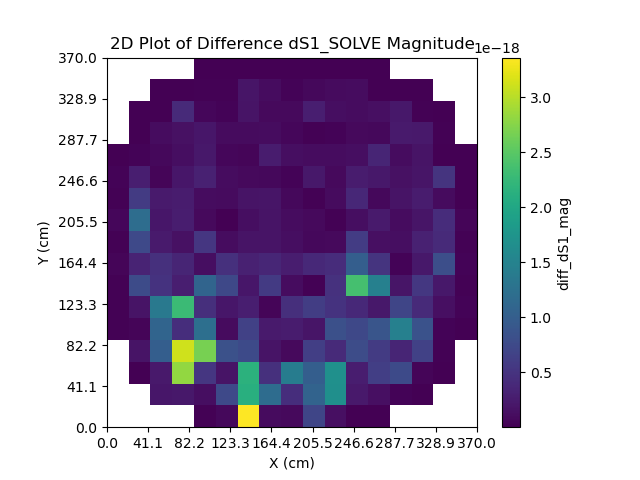 2D Plot of Difference dS1_SOLVE Magnitude
1e−18
370.0
328.9
287.7
246.6
205.5
164.4
123.3
82.2
41.1
0.0
Y (cm)
0.0 41.1 82.2 123.3 164.4 205.5 246.6 287.7 328.9 370.0
X (cm)
3.0
2.5
2.0
1.5
1.0
0.5
diff_dS1_mag